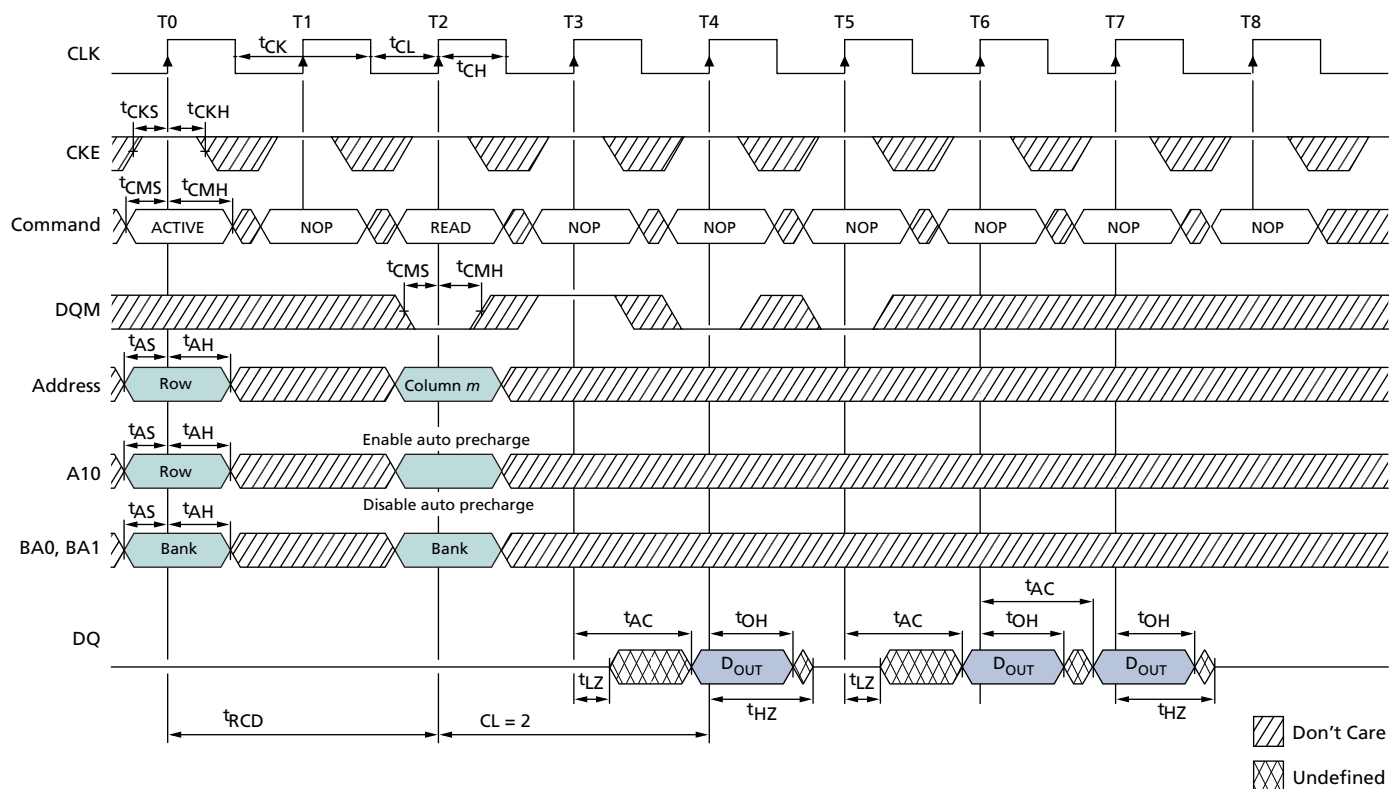 T0 T1 T2 T3 T4 T5 T6 T7 T8
CLK
tCK tCL
tCH
tCKS tCKH
CKE
tCMS tCMH
Command ACTIVE NOP READ NOP NOP NOP NOP NOP NOP
tCMS tCMH
DQM
tAS tAH
Address Row Column m
tAS tAH Enable auto precharge
A10 Row
tAS tAH Disable auto precharge
BA0, BA1 Bank Bank
tAC
tAC tOH tAC tOH tOH
DQ
DOUT DOUT DOUT
tLZ tLZ
tHZ tHZ
tRCD CL = 2
Don't Care
Undefined